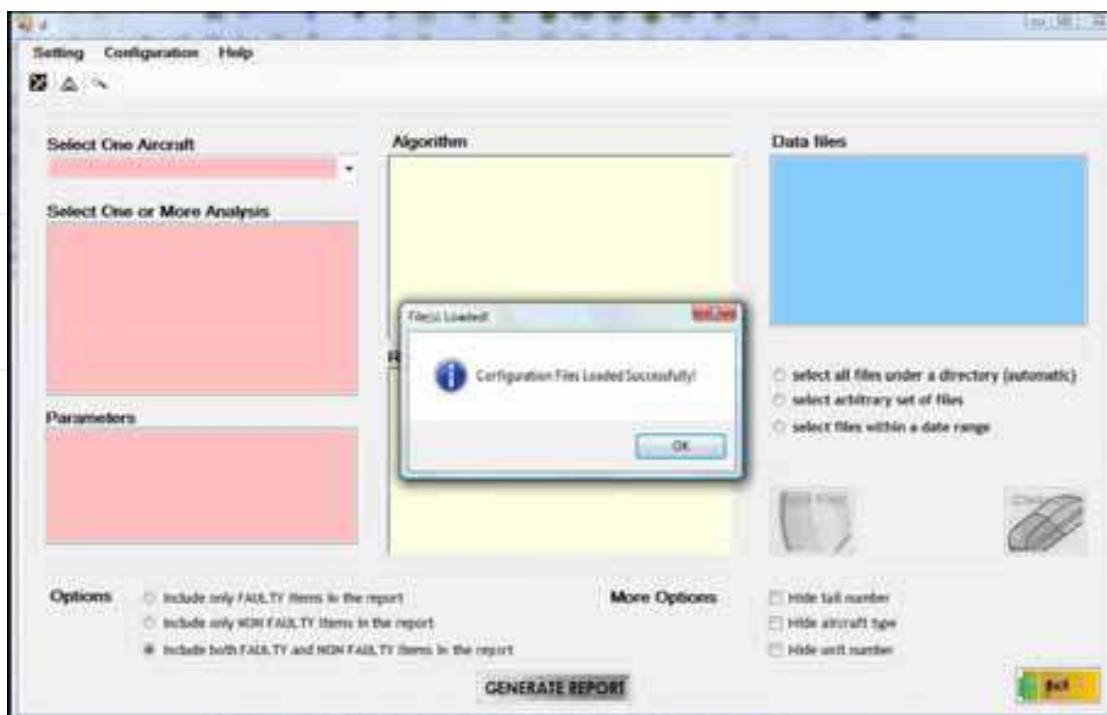 Setting Configuration Help
Select One Aircraft
Algorithm
Data files
Select One or More Analysis
File(s) Loaded!
Configuration Files Loaded Successfully!
OK
select all files under a directory (automatic)
select arbitrary set of files
select files within a date range
Parameters
Options
Include only FAULTY items in the report
Include only NON FAULTY items in the report
Include both FAULTY and NON FAULTY items in the report
More Options
Hide tail number
Hide aircraft type
Hide unit number
GENERATE REPORT
Exit